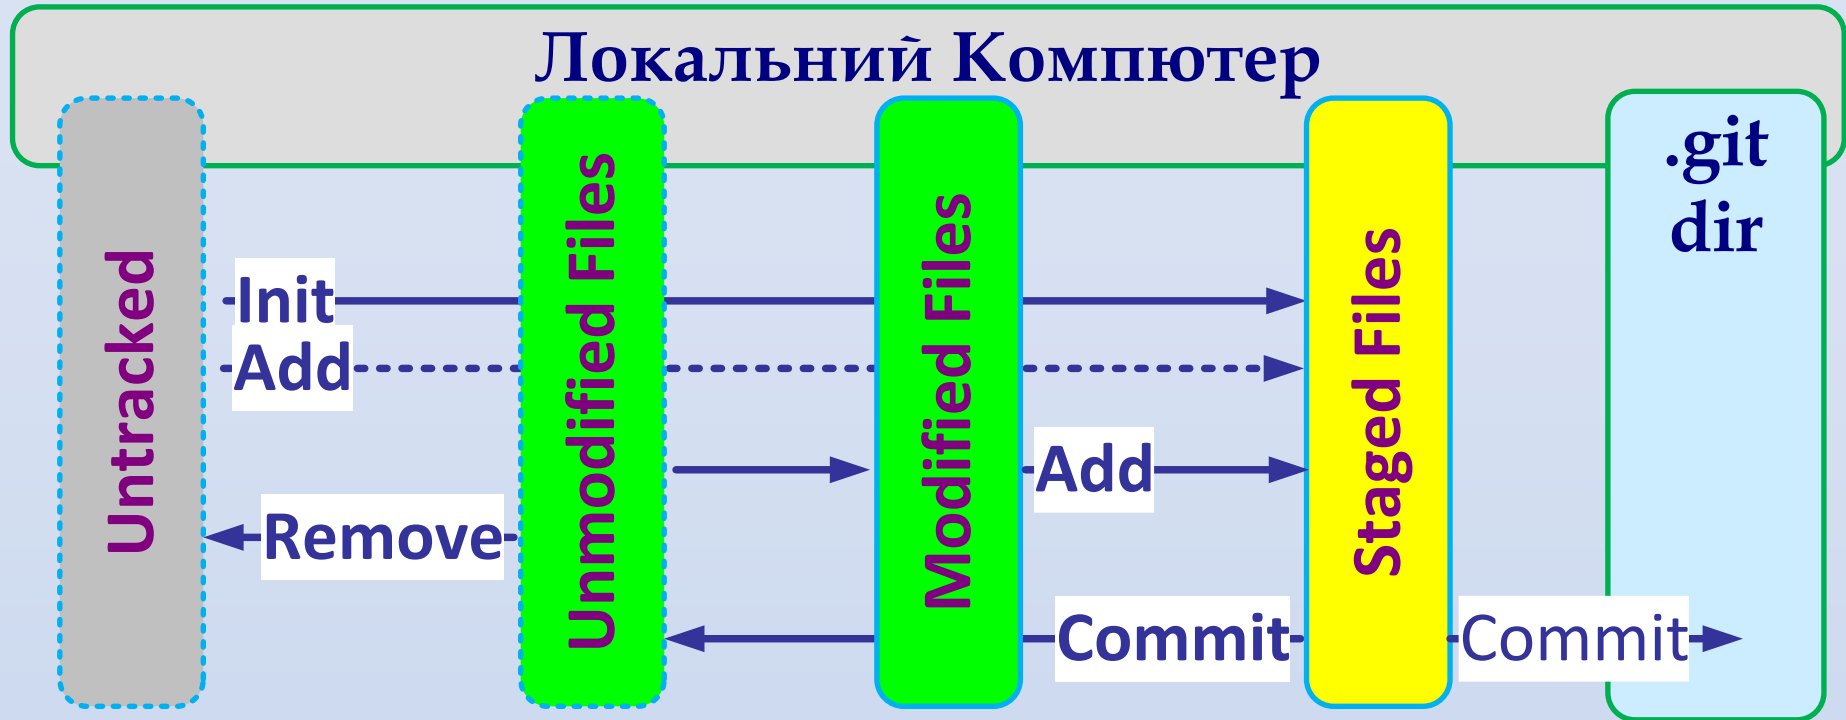 Локальний Компютер
Untracked
Unmodified Files
Modified Files
Staged Files
.git
dir
Init
Add
Add
Remove
Commit
Commit